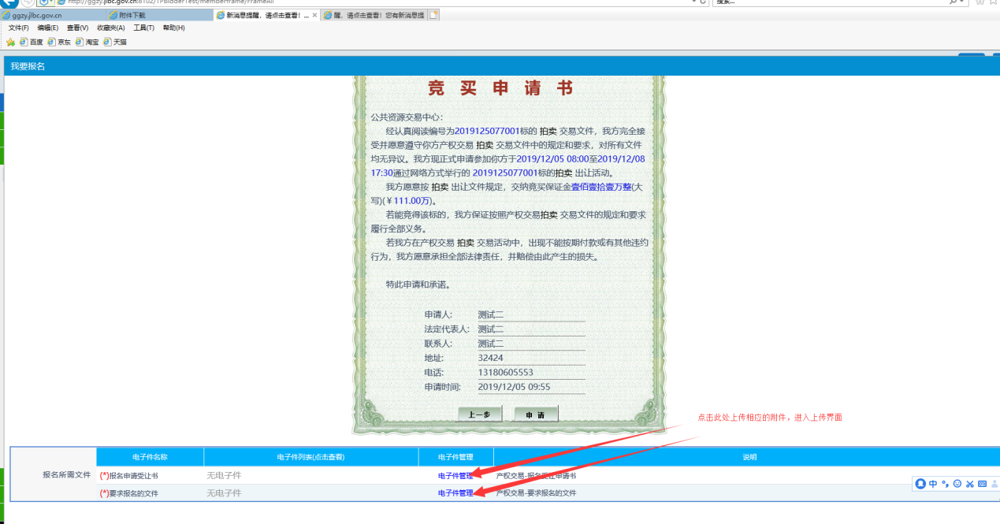 http://ggzy.jlbc.gov.cn:8102/TPBidderTest/memberframe/FrameAll
搜索...
ggzy.jlbc.gov.cn
附件下载
新消息提醒，请点击查看！...
醒，请点击查看！您有新消息提
文件(F) 编辑(E) 查看(V) 收藏夹(A) 工具(T) 帮助(H)
百度 京东 淘宝 天猫
我要报名
竞买申请书
公共资源交易中心：
经认真阅读编号为2019125077001标的 拍卖 交易文件，我方完全接
受并愿意遵守你方产权交易 拍卖 交易文件中的规定和要求，对所有文件
均无异议。我方现正式申请参加你方于2019/12/05 08:00至2019/12/08
17:30通过网络方式举行的 2019125077001标的拍卖 出让活动。
我方愿意按 拍卖 出让文件规定，交纳竞买保证金壹佰壹拾壹万整(大
写)(￥111.00万)。
若能竞得该标的，我方保证按照产权交易拍卖 交易文件的规定和要求
履行全部义务。
若我方在产权交易 拍卖 交易活动中，出现不能按期付款或有其他违约
行为，我方愿意承担全部法律责任，并赔偿由此产生的损失。
特此申请和承诺。
申请人: 测试二
法定代表人: 测试二
联系人: 测试二
地址: 32424
电话: 13180605553
申请时间: 2019/12/05 09:55
上一步 申 请
点击此处上传相应的附件，进入上传界面
电子件名称 电子件列表(点击查看) 电子件管理 说明
报名所需文件 (*)报名申请受让书 无电子件 电子件管理 产权交易-报名受让申请书
(*)要求报名的文件 无电子件 电子件管理 产权交易-要求报名的文件
中